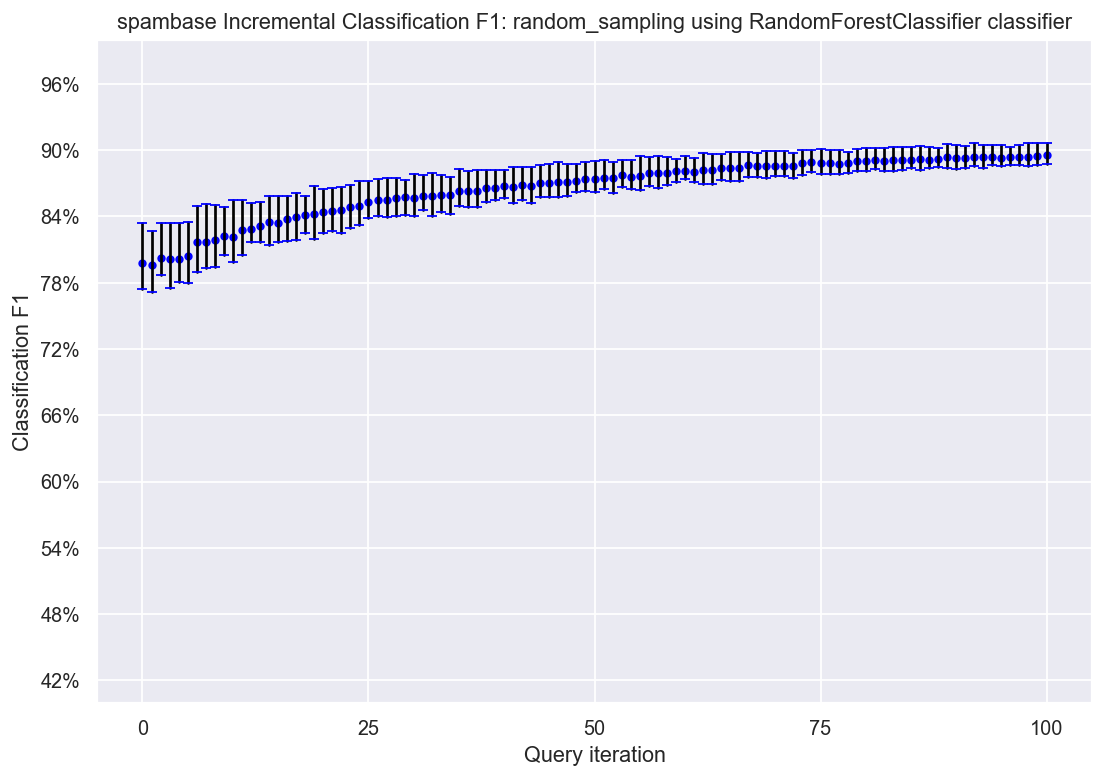 spambase Incremental Classification F1: random_sampling using RandomForestClassifier classifier
96%
90%
84%
78%
72%
66%
60%
54%
48%
42%
Classification F1
0 25 50 75 100
Query iteration